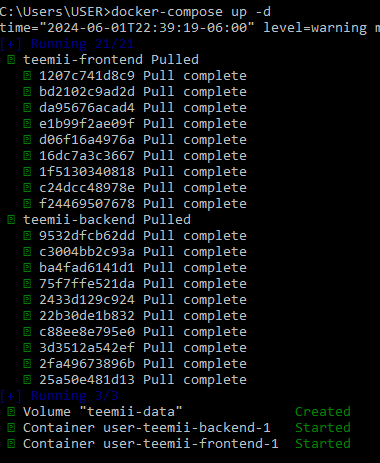 C:\Users\USER>docker-compose up -d
time="2024-06-01T22:39:19-06:00" level=warning m
[+] Running 21/21
teemii-frontend Pulled
1207c741d8c9 Pull complete
bd2102c9ad2d Pull complete
da95676acad4 Pull complete
e1b99f2ae09f Pull complete
d06f16a4976a Pull complete
16dc7a3c3667 Pull complete
1f5130340818 Pull complete
c24dcc48978e Pull complete
f24469507678 Pull complete
teemii-backend Pulled
9532dfcb62dd Pull complete
c3004bb2c93a Pull complete
ba4fad6141d1 Pull complete
75f7ffe521da Pull complete
2433d129c924 Pull complete
22b30de1b832 Pull complete
c88ee8e795e0 Pull complete
3d3512a542ef Pull complete
2fa49673896b Pull complete
25a50e481d13 Pull complete
[+] Running 3/3
Volume "teemii-data" Created
Container user-teemii-backend-1 Started
Container user-teemii-frontend-1 Started